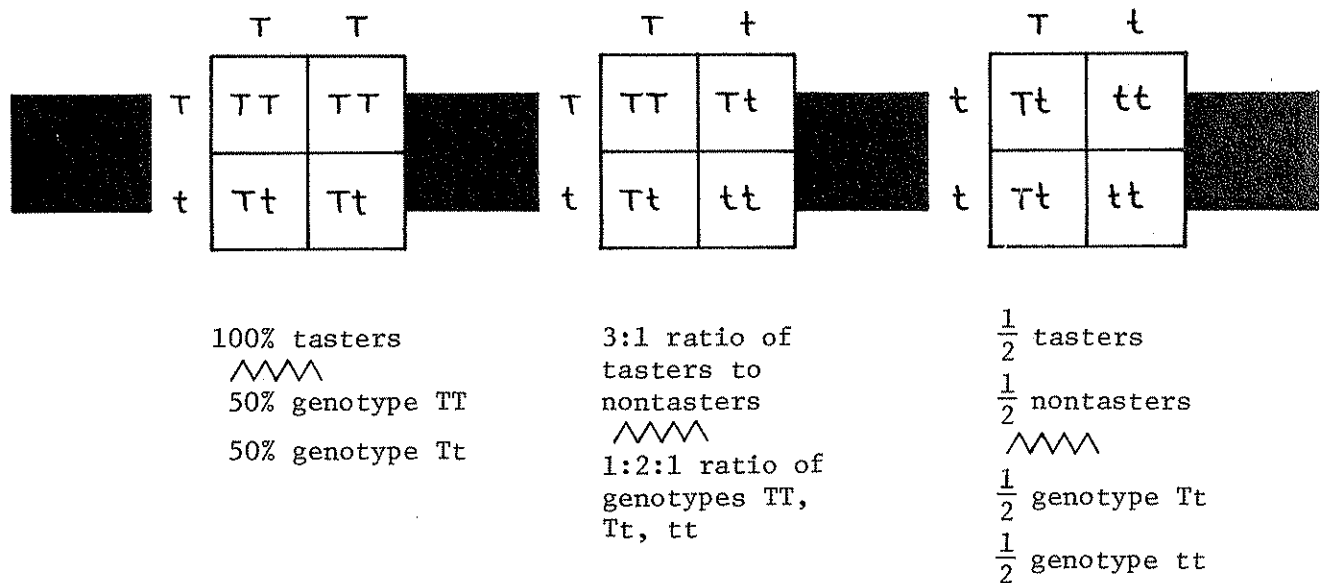 T T
T TT TT
t Tt Tt
100% tasters
50% genotype TT
50% genotype Tt
T t
T TT Tt
t Tt tt
3:1 ratio of
tasters to
nontasters
1:2:1 ratio of
genotypes TT,
Tt, tt
T t
t Tt tt
t Tt tt
1/2 tasters
1/2 nontasters
1/2 genotype Tt
1/2 genotype tt